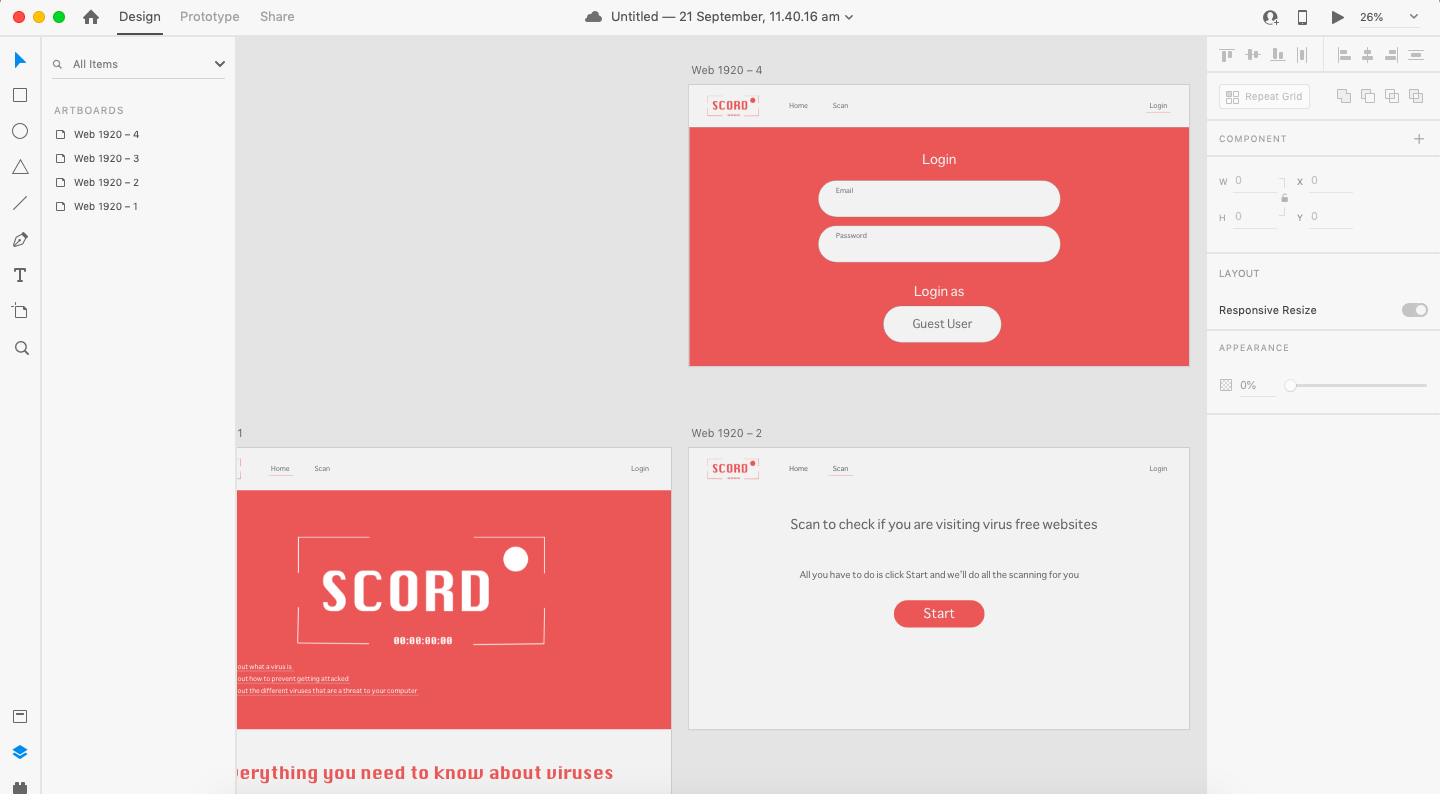 Design Prototype Share
Untitled — 21 September, 11.40.16 am
26%
All Items
ARTBOARDS
Web 1920 – 4
Web 1920 – 3
Web 1920 – 2
Web 1920 – 1
Web 1920 – 4
SCORD Home Scan Login
Login
Email
Password
Login as
Guest User
1
Home Scan Login
SCORD
00:00:00:00
out what a virus is
out how to prevent getting attacked
out the different viruses that are a threat to your computer
verything you need to know about viruses
Web 1920 – 2
SCORD Home Scan Login
Scan to check if you are visiting virus free websites
All you have to do is click Start and we'll do all the scanning for you
Start
Repeat Grid
COMPONENT
W 0 X 0
H 0 Y 0
LAYOUT
Responsive Resize
APPEARANCE
0%